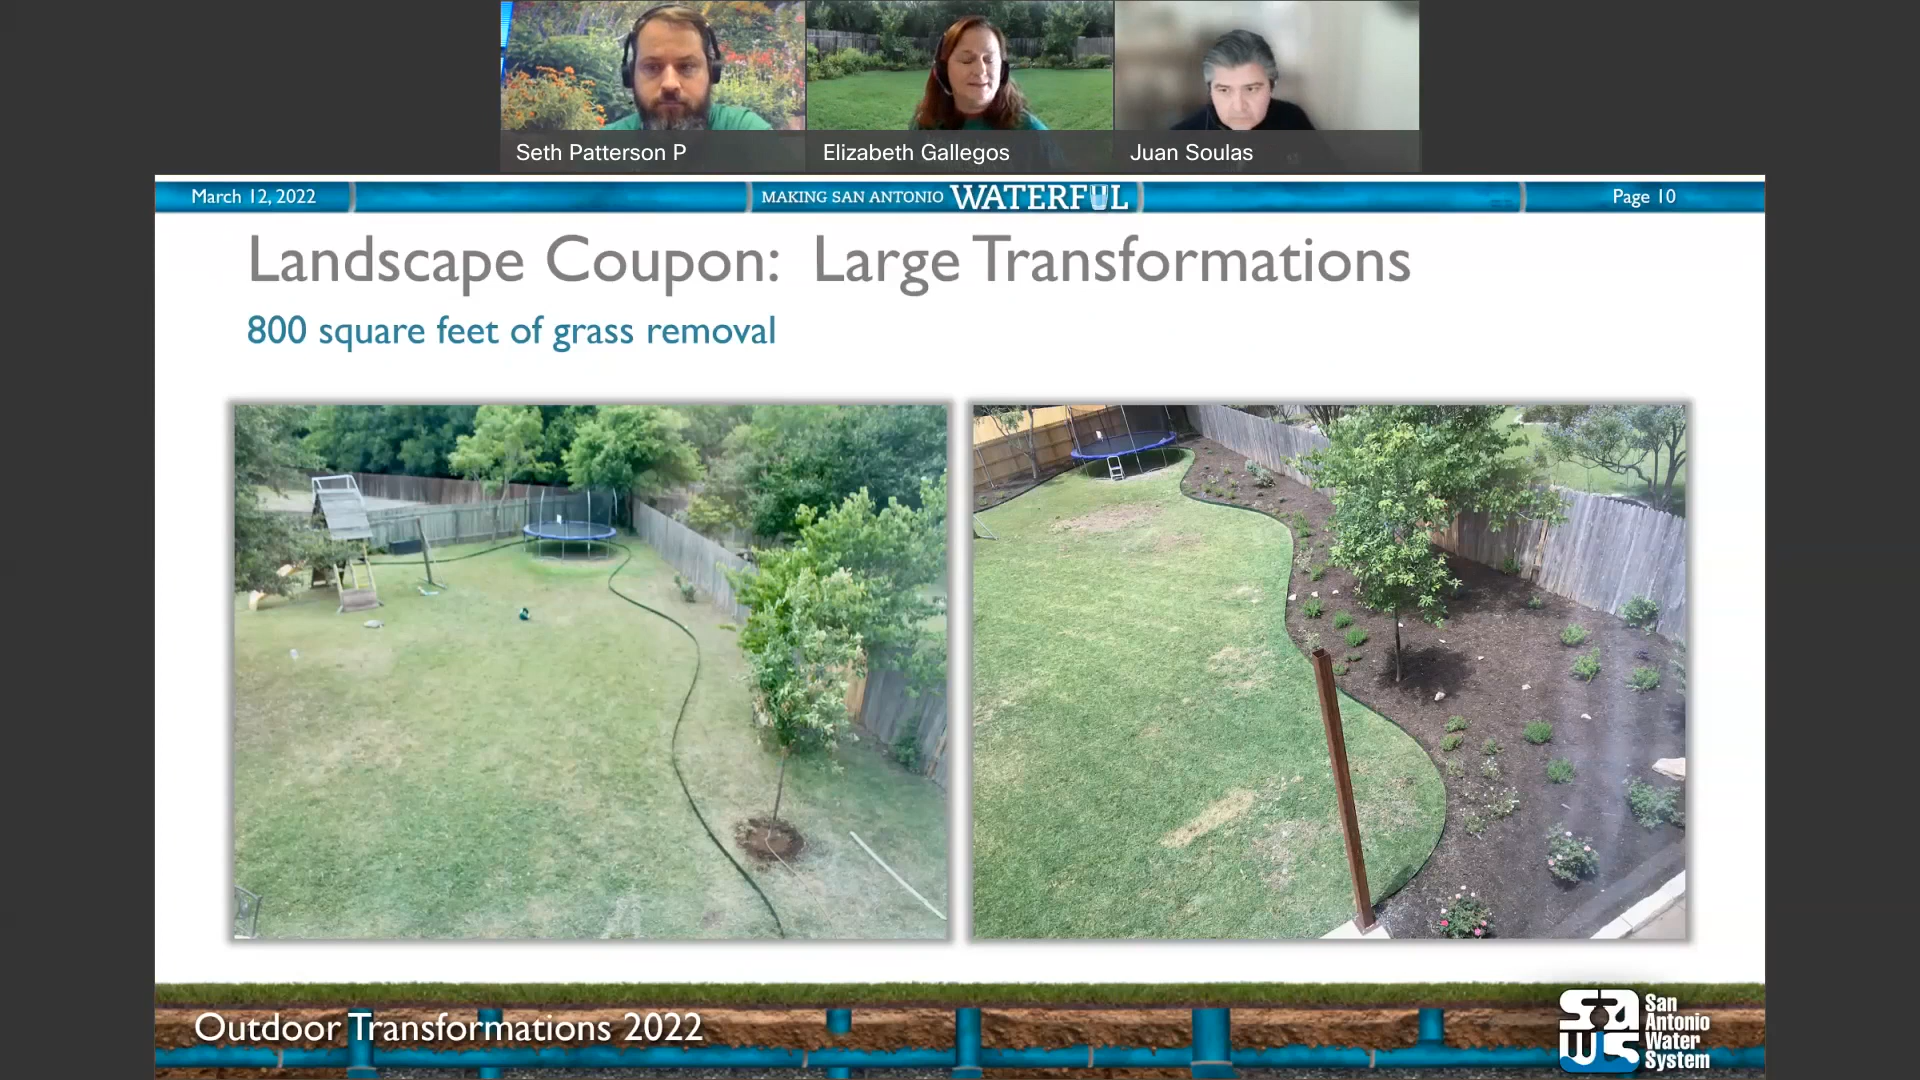 Seth Patterson P
Elizabeth Gallegos
Juan Soulas
March 12, 2022
MAKING SAN ANTONIO WATERFUL
Page 10
Landscape Coupon: Large Transformations
800 square feet of grass removal
Outdoor Transformations 2022
saws
San
Antonio
Water
System